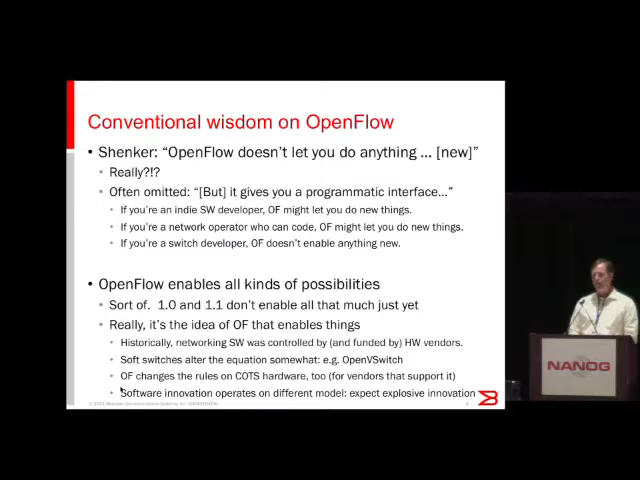 Conventional wisdom on OpenFlow
• Shenker: “OpenFlow doesn’t let you do anything … [new]”
• Really?!?
• Often omitted: “[But] it gives you a programmatic interface…”
• If you’re an indie SW developer, OF might let you do new things.
• If you’re a network operator who can code, OF might let you do new things.
• If you’re a switch developer, OF doesn’t enable anything new.
• OpenFlow enables all kinds of possibilities
• Sort of. 1.0 and 1.1 don’t enable all that much just yet
• Really, it’s the idea of OF that enables things
• Historically, networking SW was controlled by (and funded by) HW vendors.
• Soft switches alter the equation somewhat: e.g. OpenVSwitch
• OF changes the rules on COTS hardware, too (for vendors that support it)
• Software innovation operates on different model: expect explosive innovation
NANOG